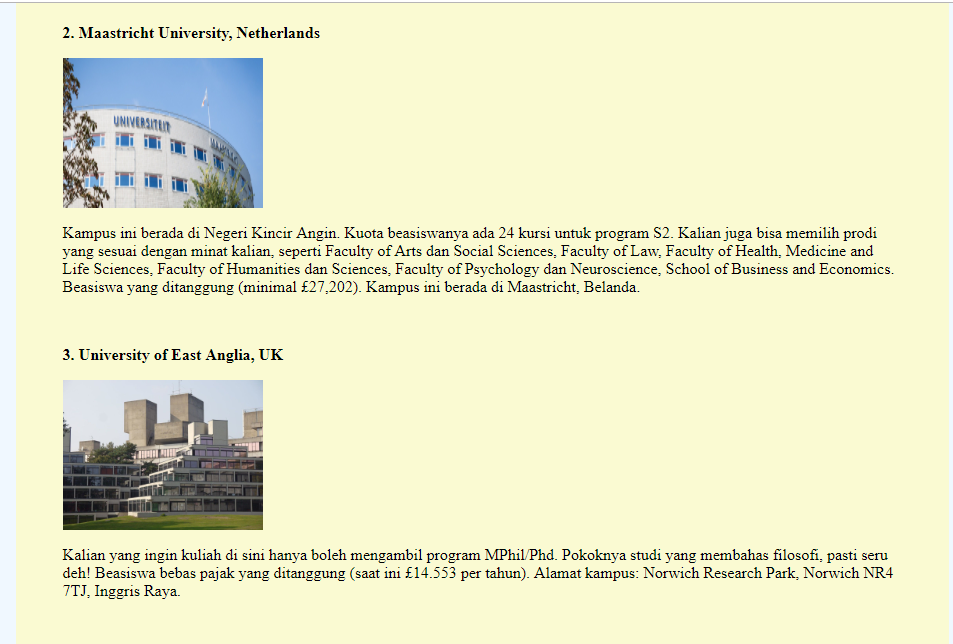 2. Maastricht University, Netherlands
UNIVERSITEIT
Kampus ini berada di Negeri Kincir Angin. Kuota beasiswanya ada 24 kursi untuk program S2. Kalian juga bisa memilih prodi
yang sesuai dengan minat kalian, seperti Faculty of Arts dan Social Sciences, Faculty of Law, Faculty of Health, Medicine and
Life Sciences, Faculty of Humanities dan Sciences, Faculty of Psychology dan Neuroscience, School of Business and Economics.
Beasiswa yang ditanggung (minimal £27,202). Kampus ini berada di Maastricht, Belanda.
3. University of East Anglia, UK
Kalian yang ingin kuliah di sini hanya boleh mengambil program MPhil/Phd. Pokoknya studi yang membahas filosofi, pasti seru
deh! Beasiswa bebas pajak yang ditanggung (saat ini £14.553 per tahun). Alamat kampus: Norwich Research Park, Norwich NR4
7TJ, Inggris Raya.